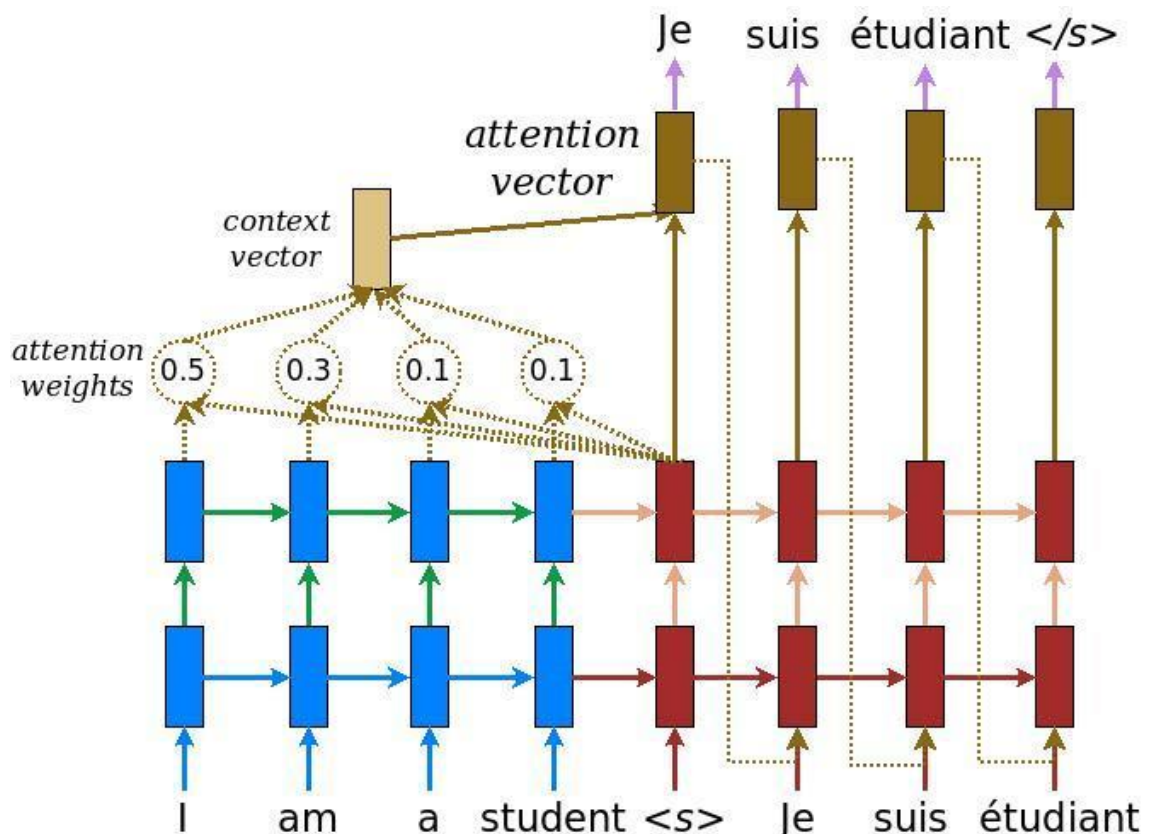 Je suis étudiant </s>
attention
vector
context
vector
attention
weights
0.5 0.3 0.1 0.1
I am a student <s> Je suis étudiant